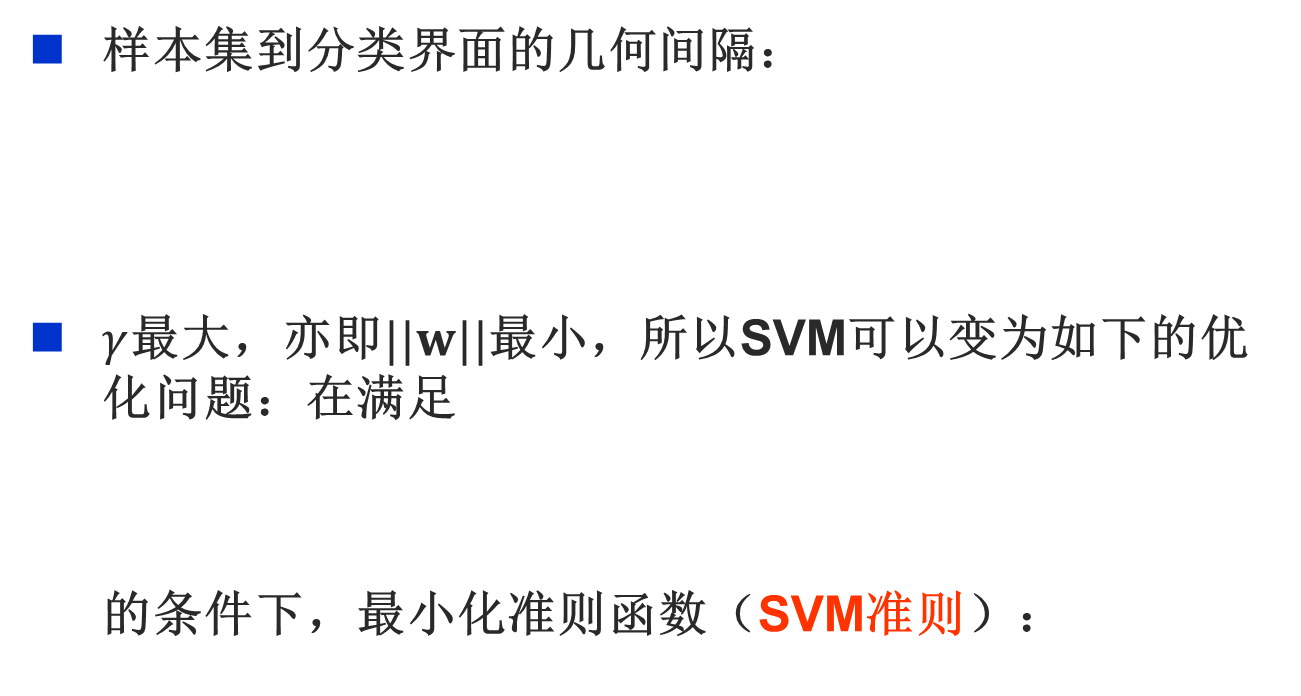 样本集到分类界面的几何间隔：
γ最大，亦即||w||最小，所以SVM可以变为如下的优
化问题：在满足
的条件下，最小化准则函数（SVM准则）：